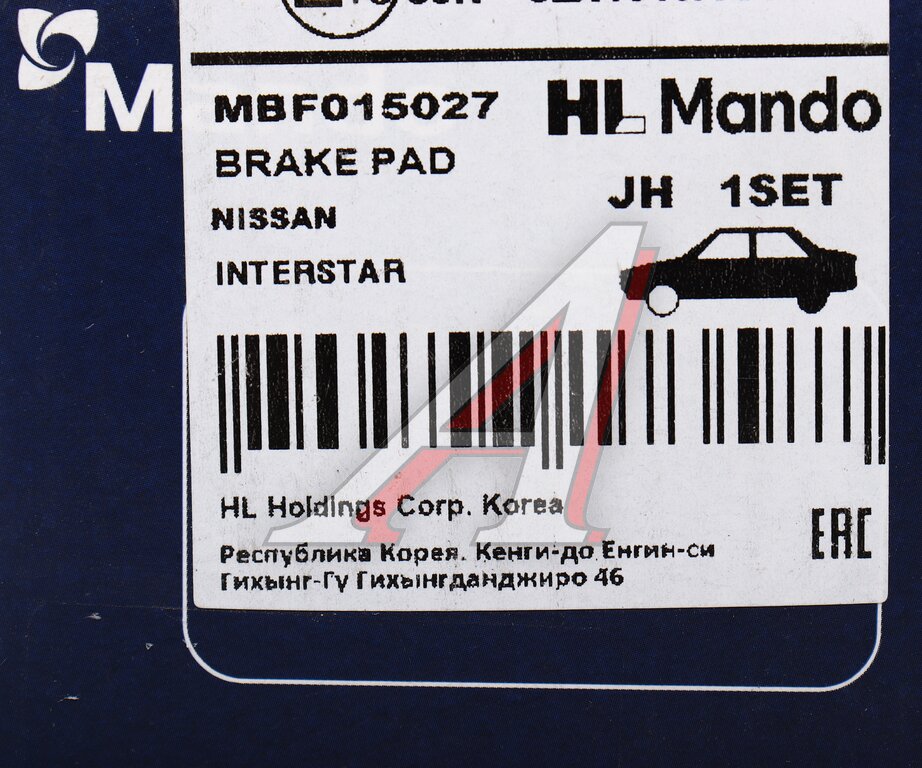 M
MBF015027
HL Mando
BRAKE PAD
JH 1SET
NISSAN
INTERSTAR
HL Holdings Corp. Korea
EAC
Республика Корея. Кенги-до Енгин-си
Гихынг-Гу Гихынгданджиро 46